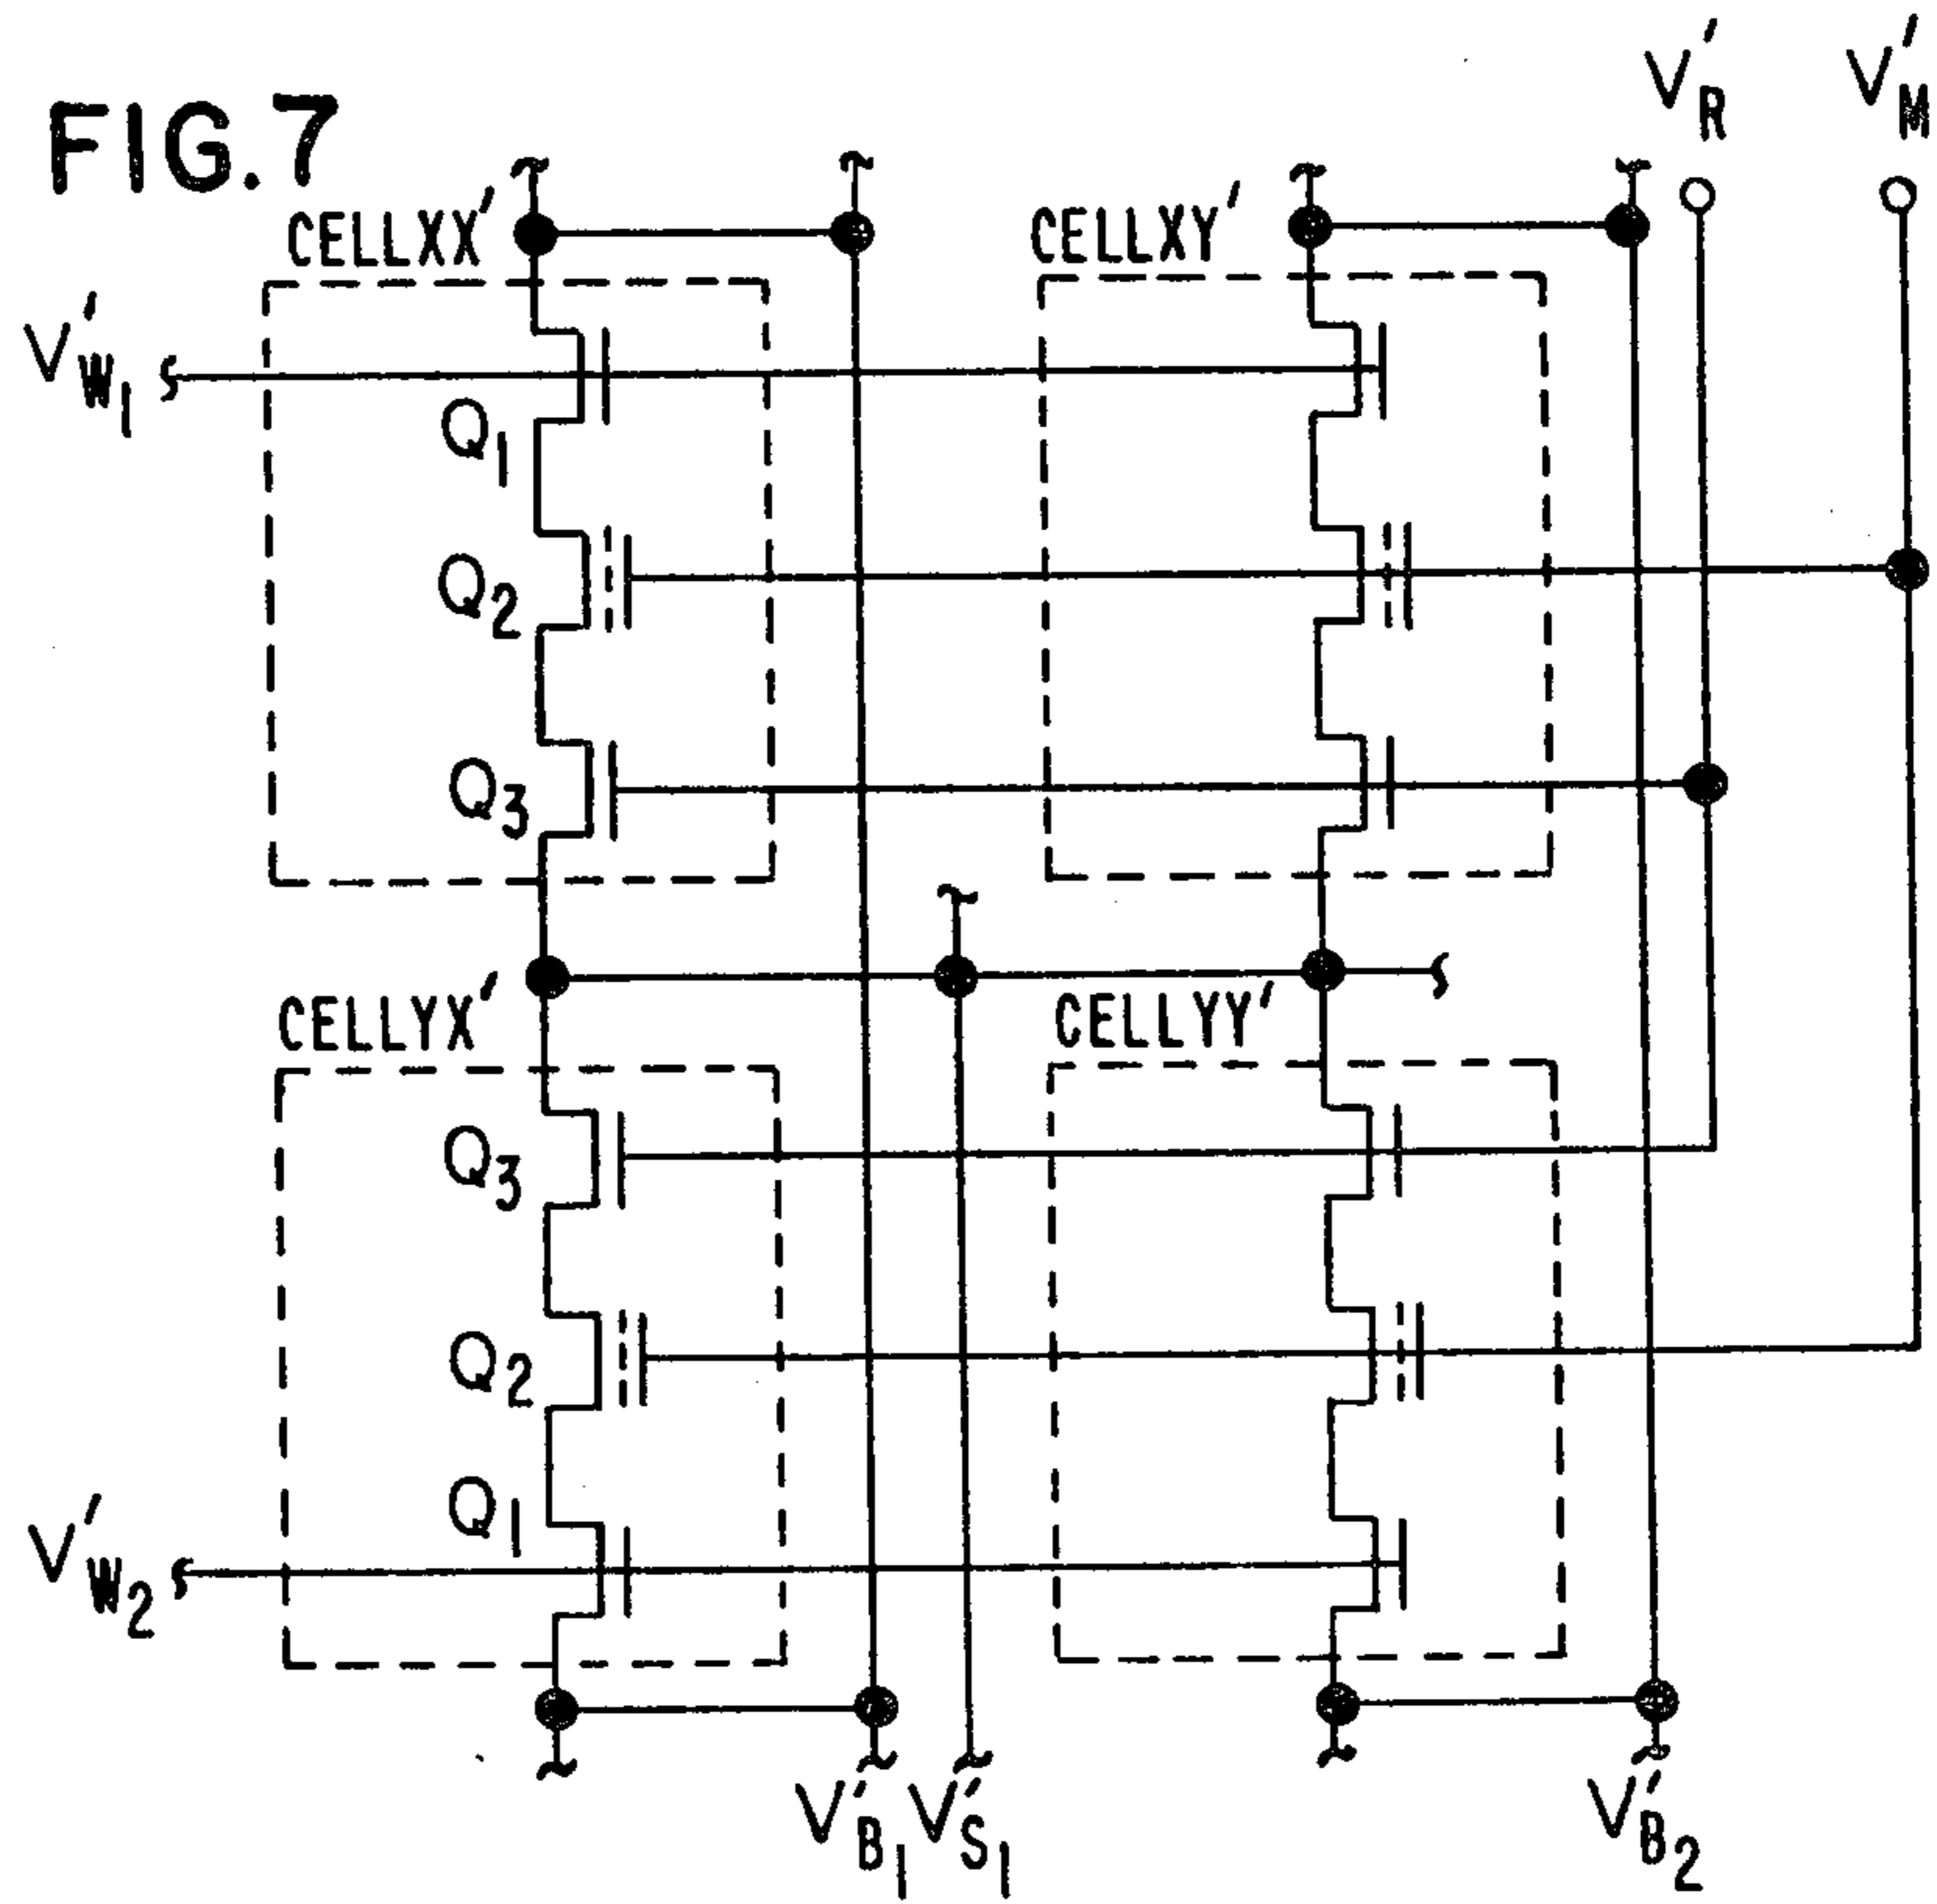 FIG.7
V'R
V'M
CELLXX'
CELLXY'
V'W1
Q1
Q2
Q3
CELLYX'
CELLYY'
Q3
Q2
Q1
V'W2
V'B1
V'S1
V'B2